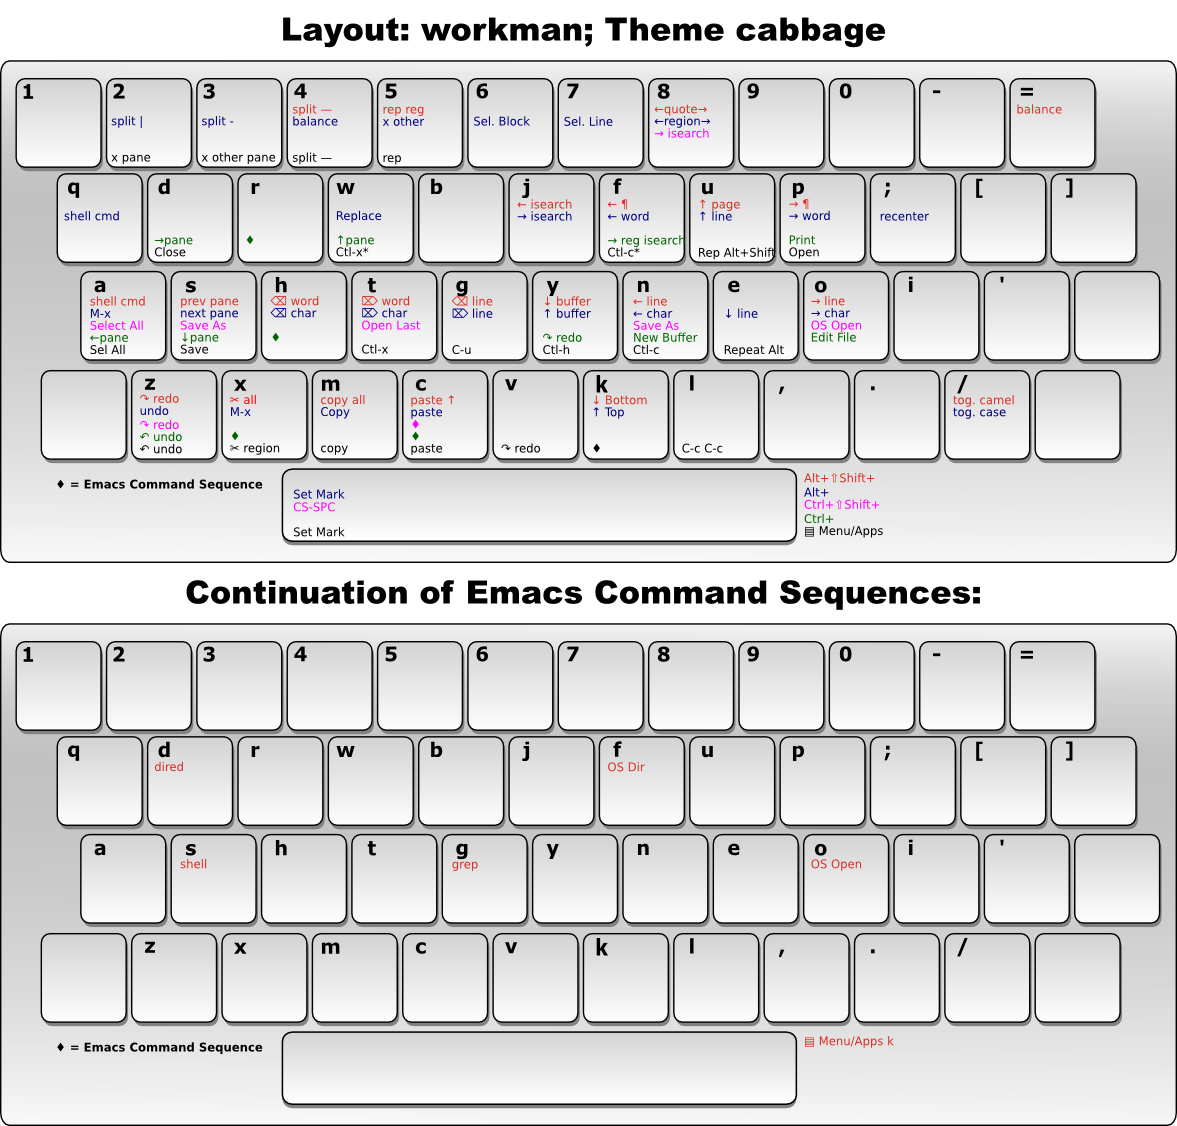 Layout: workman; Theme cabbage
1 2 3 4 5 6 7 8 9 0 - =
split — rep reg ←quote→ balance
split | split - balance x other Sel. Block Sel. Line ←region→
→ isearch
x pane x other pane split — rep
q d r w b j f u p ; [ ]
← isearch ← ¶ ↑ page → ¶
shell cmd Replace → isearch ← word ↑ line → word recenter
→pane ♦ ↑pane → reg isearch Print
Close Ctl-x* Ctl-c* Rep Alt+Shift Open
a s h t g y n e o i '
shell cmd prev pane ⌫ word ⌦ word ⌫ line ↓ buffer ← line → line
M-x next pane ⌫ char ⌦ char ⌦ line ↑ buffer ← char ↓ line → char
Select All Save As Open Last Save As OS Open
←pane ↓pane ♦ ↷ redo New Buffer Edit File
Sel All Save Ctl-x C-u Ctl-h Ctl-c Repeat Alt
z x m c v k l , . /
↷ redo ✂ all copy all paste ↑ ↓ Bottom tog. camel
undo M-x Copy paste ↑ Top tog. case
↷ redo ♦
↶ undo ♦ ♦
↶ undo ✂ region copy paste ↷ redo ♦ C-c C-c
♦ = Emacs Command Sequence
Set Mark
CS-SPC
Set Mark
Alt+⇧Shift+
Alt+
Ctrl+⇧Shift+
Ctrl+
▤ Menu/Apps
Continuation of Emacs Command Sequences:
1 2 3 4 5 6 7 8 9 0 - =
q d r w b j f u p ; [ ]
dired OS Dir
a s h t g y n e o i '
shell grep OS Open
z x m c v k l , . /
♦ = Emacs Command Sequence
▤ Menu/Apps k